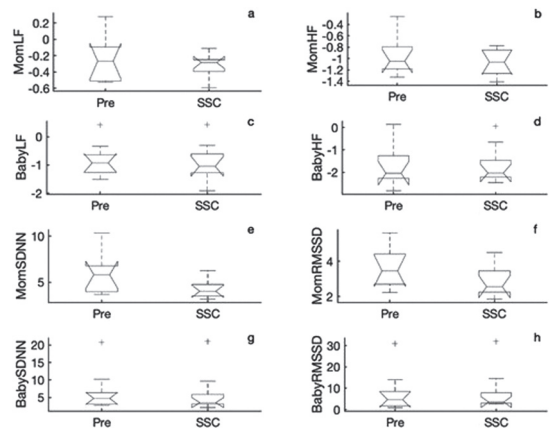 a
MomLF
0.2
0
-0.2
-0.4
-0.6
Pre
SSC
b
MomHF
-0.4
-0.6
-0.8
-1
-1.2
-1.4
Pre
SSC
c
BabyLF
0
-1
-2
Pre
SSC
d
BabyHF
0
-1
-2
Pre
SSC
e
MomSDNN
10
5
Pre
SSC
f
MomRMSSD
4
2
Pre
SSC
g
BabySDNN
20
15
10
5
Pre
SSC
h
BabyRMSSD
30
20
10
0
Pre
SSC